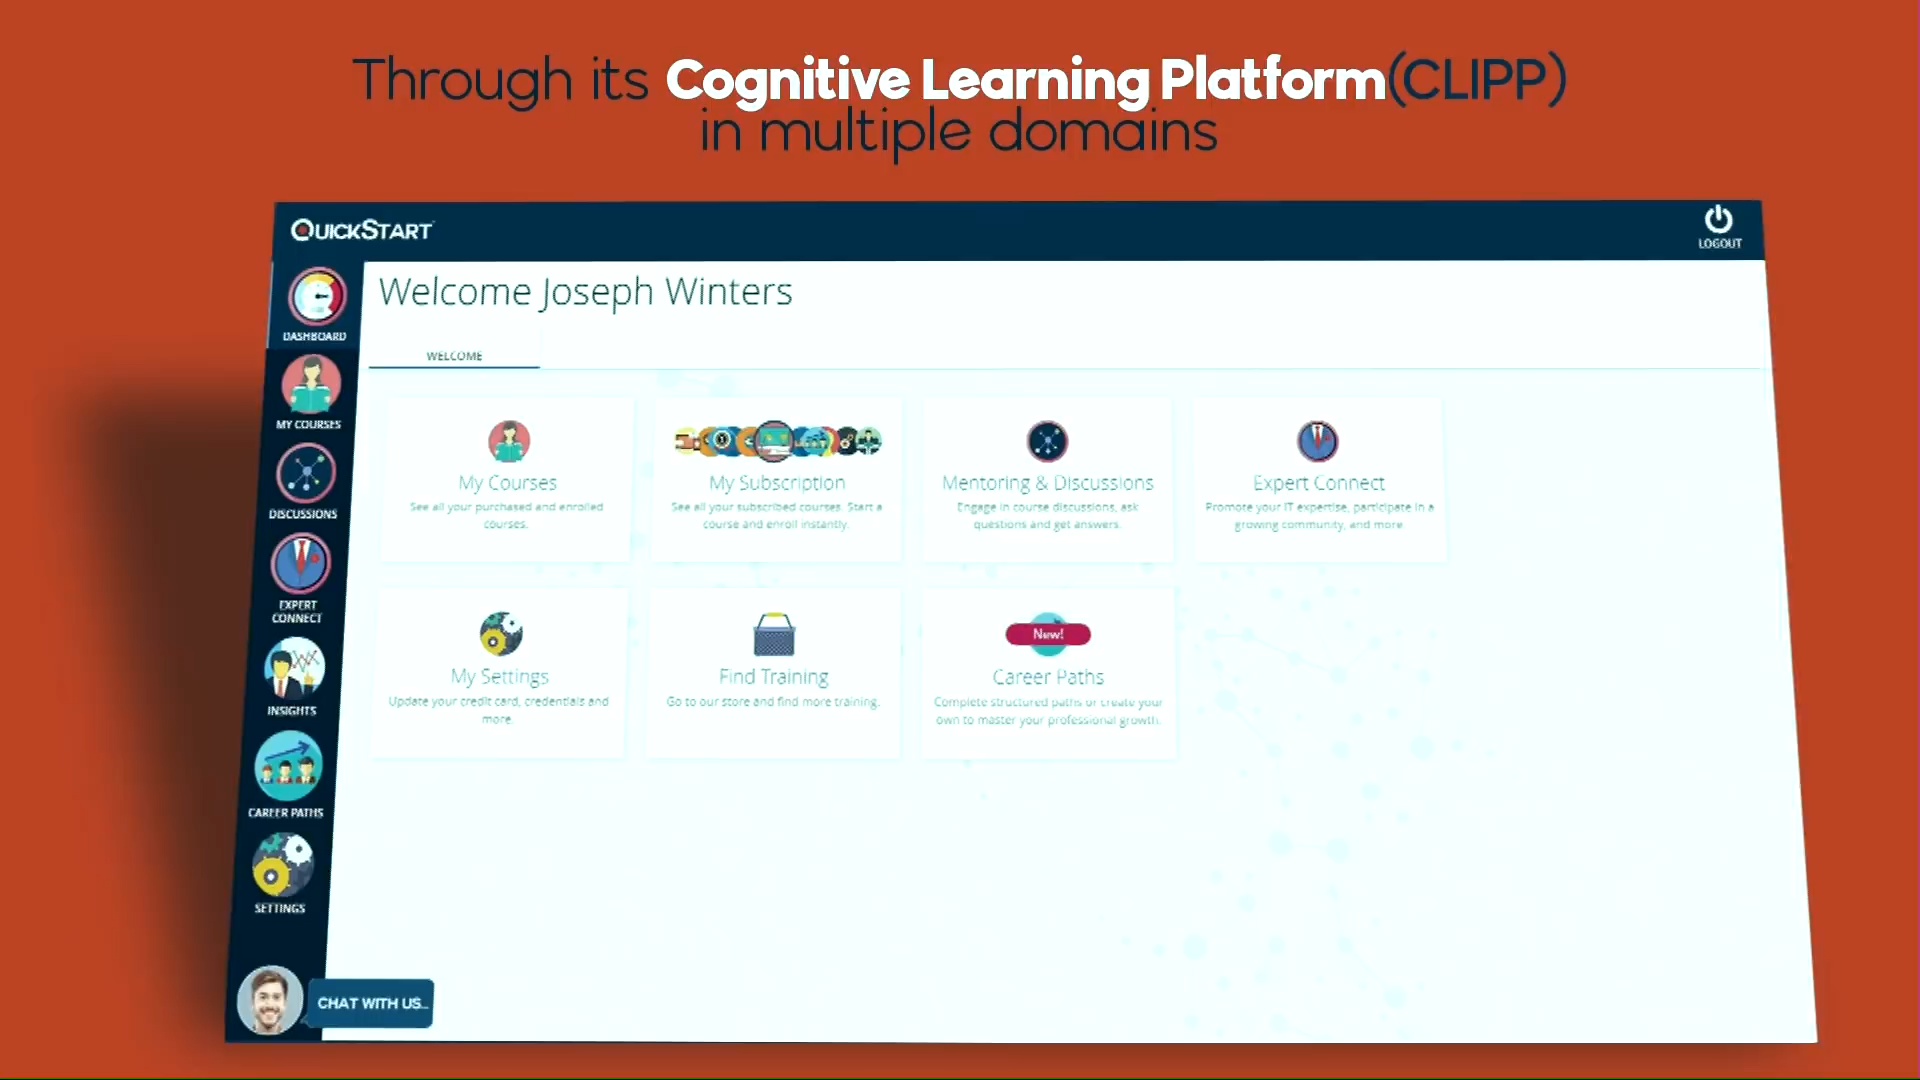 Through its Cognitive Learning Platform(CLIPP)
in multiple domains
QUICKSTART
LOGOUT
Welcome Joseph Winters
WELCOME
DASHBOARD
MY COURSES
DISCUSSIONS
EXPERT
CONNECT
INSIGHTS
CAREER PATHS
SETTINGS
My Courses
See all your purchased and enrolled
courses.
My Subscription
See all your subscribed courses. Start a
course and enroll instantly.
Mentoring & Discussions
Engage in course discussions, ask
questions and get answers.
Expert Connect
Promote your IT expertise, participate in a
growing community, and more
My Settings
Update your credit card, credentials and
more.
Find Training
Go to our store and find more training.
New!
Career Paths
Complete structured paths or create your
own to master your professional growth.
CHAT WITH US...